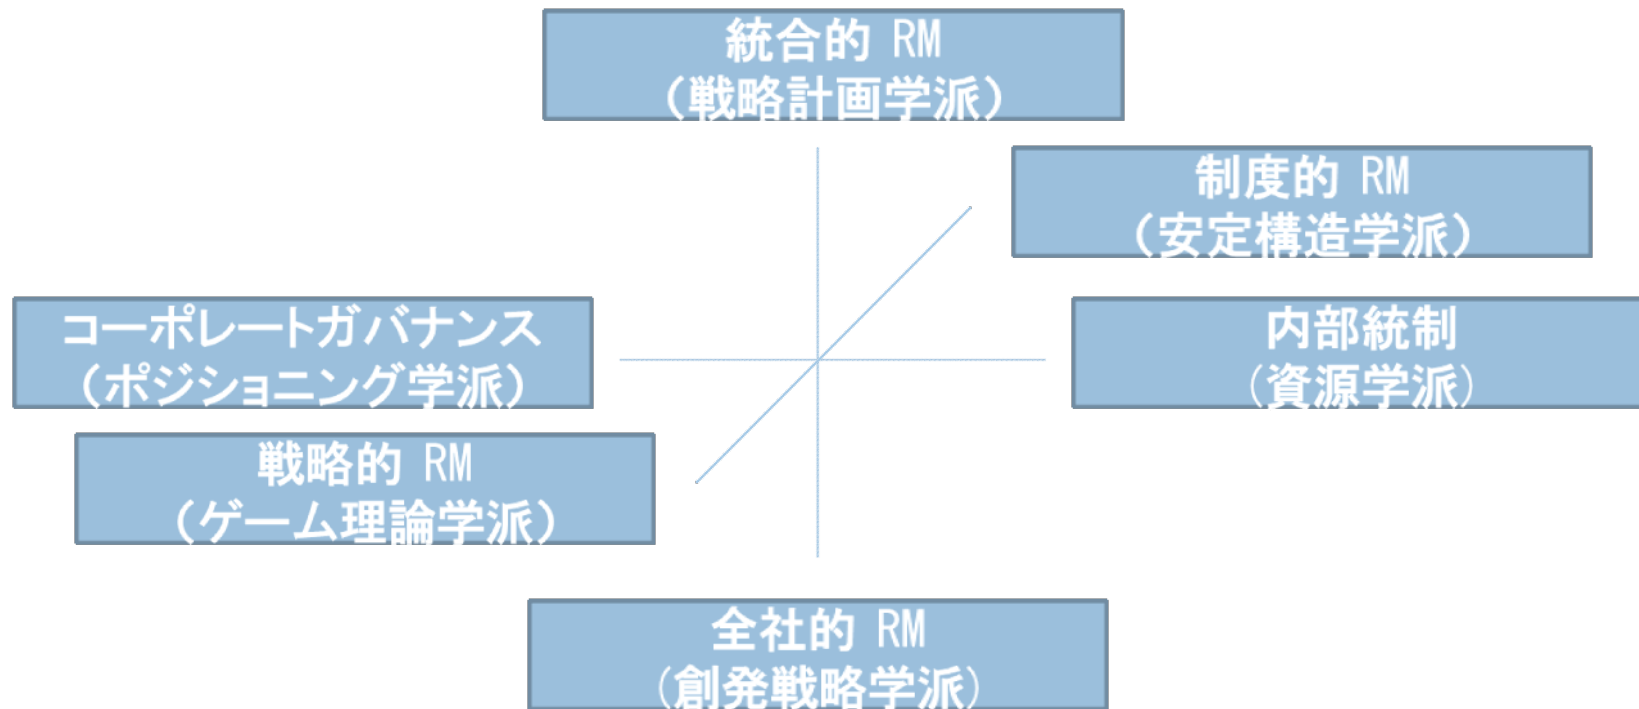 統合的 RM
（戦略計画学派）
制度的 RM
（安定構造学派）
コーポレートガバナンス
（ポジショニング学派）
内部統制
（資源学派）
戦略的 RM
（ゲーム理論学派）
全社的 RM
（創発戦略学派）